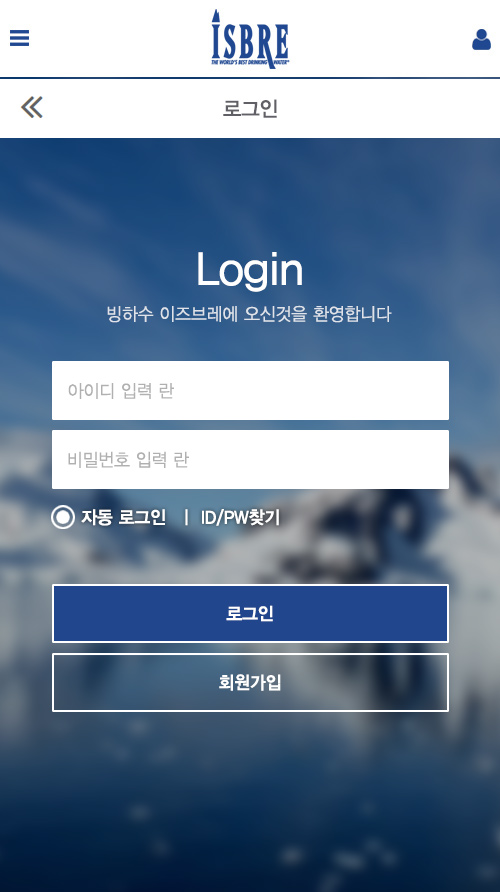 ISBRE
THE WORLD'S BEST DRINKING WATER
로그인
Login
빙하수 이즈브레에 오신것을 환영합니다
아이디 입력 란
비밀번호 입력 란
자동 로그인 | ID/PW찾기
로그인
회원가입